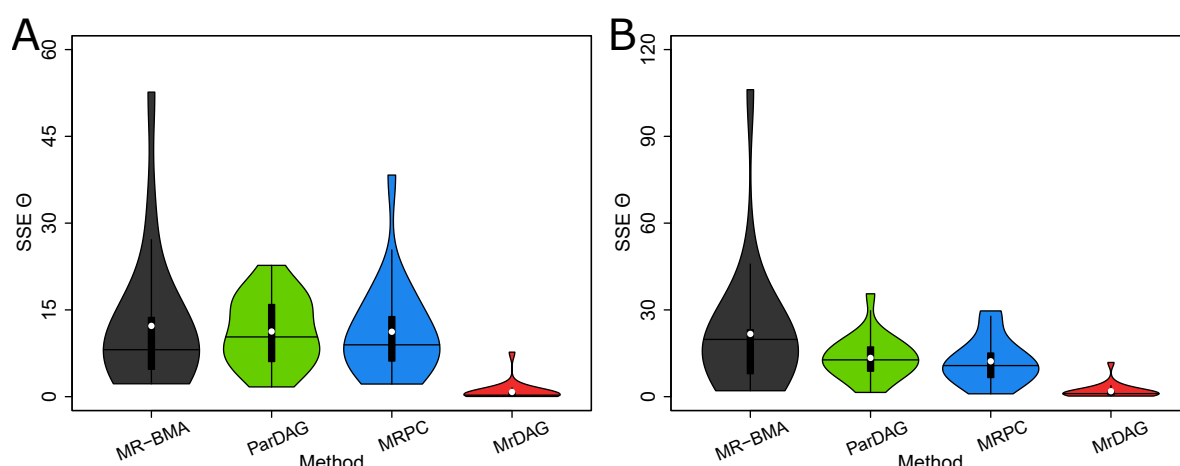 A
B
60
45
30
15
0
SSE Θ
MR−BMA
ParDAG
MRPC
MrDAG
Method
120
90
60
30
0
SSE Θ
MR−BMA
ParDAG
MRPC
MrDAG
Method